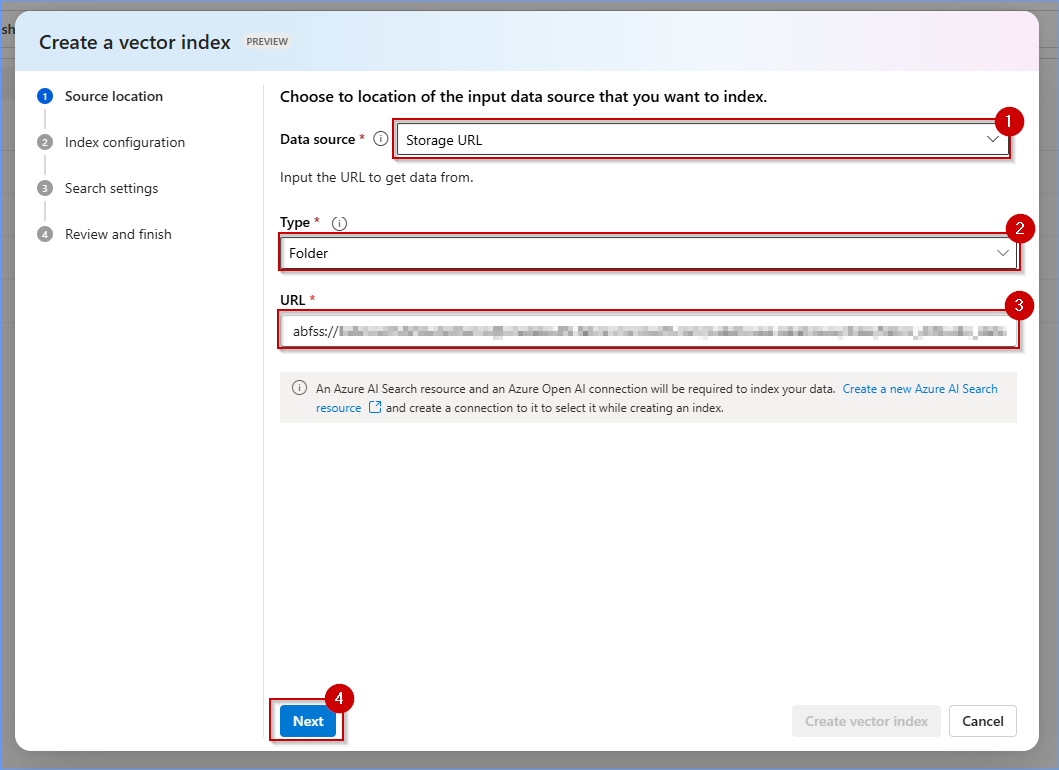 sh
Create a vector index PREVIEW
1 Source location
2 Index configuration
3 Search settings
4 Review and finish
Choose to location of the input data source that you want to index.
Data source * Storage URL 1
Input the URL to get data from.
Type *
2
Folder
URL *
3
abfss://
An Azure AI Search resource and an Azure Open AI connection will be required to index your data. Create a new Azure AI Search
resource and create a connection to it to select it while creating an index.
4
Next Create vector index Cancel